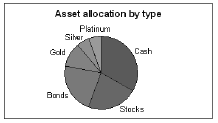 Asset allocation by type
Platinum
Silver
Gold
Cash
Bonds
Stocks